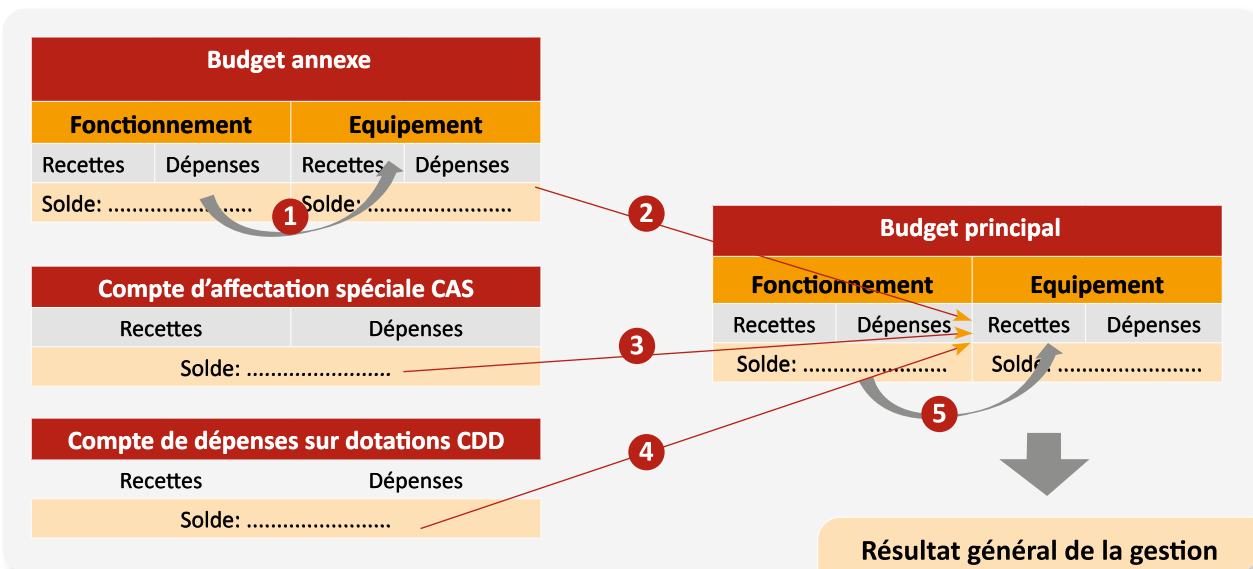 Budget annexe
Fonctionnement Equipement
Recettes Dépenses Recettes Dépenses
Solde: ........................ Solde: ........................
1
2
Compte d’affectation spéciale CAS
Recettes Dépenses
Solde: ........................
3
Compte de dépenses sur dotations CDD
Recettes Dépenses
Solde: ........................
4
Budget principal
Fonctionnement Equipement
Recettes Dépenses Recettes Dépenses
Solde: ........................ Solde: ........................
5
Résultat général de la gestion